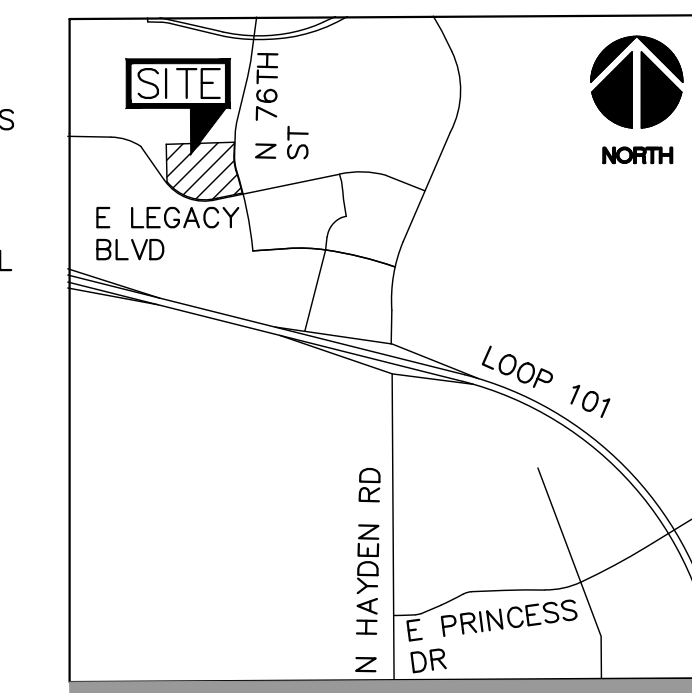 SITE
N 76TH
ST
NORTH
S
E LEGACY
BLVD
L
LOOP 101
N HAYDEN RD
E PRINCESS
DR